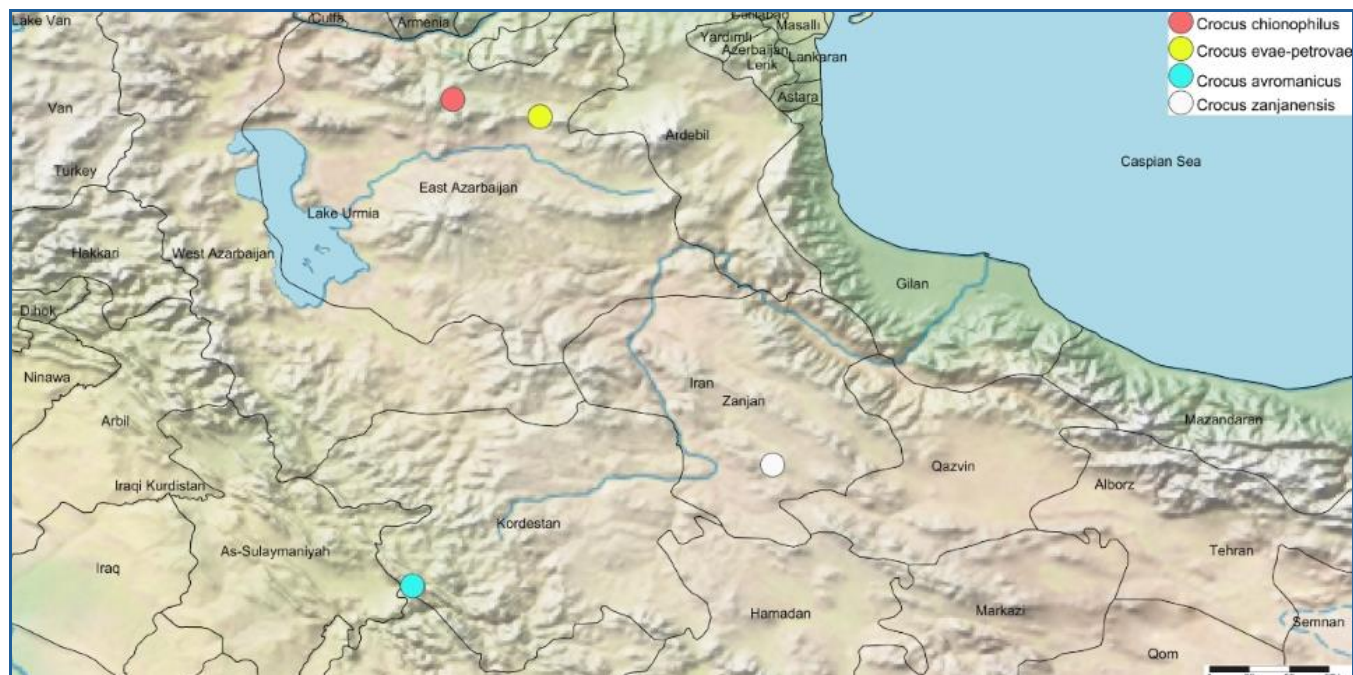 Lake Van
Culfa
Armenia
Masallı
Yardimli
Azerbaijan
Lerik
Lankaran
Astara
Crocus chionophilus
Crocus evae-petrovae
Crocus avromanicus
Crocus zanjanensis
Van
Ardebil
Caspian Sea
Turkey
East Azarbaijan
Lake Urmia
Hakkari
West Azarbaijan
Gilan
Dihok
Ninawa
Iran
Zanjan
Arbil
Mazandaran
Qazvin
Iraqi Kurdistan
Alborz
Kordestan
As-Sulaymaniyah
Tehran
Iraq
Hamadan
Markazi
Semnan
Qom